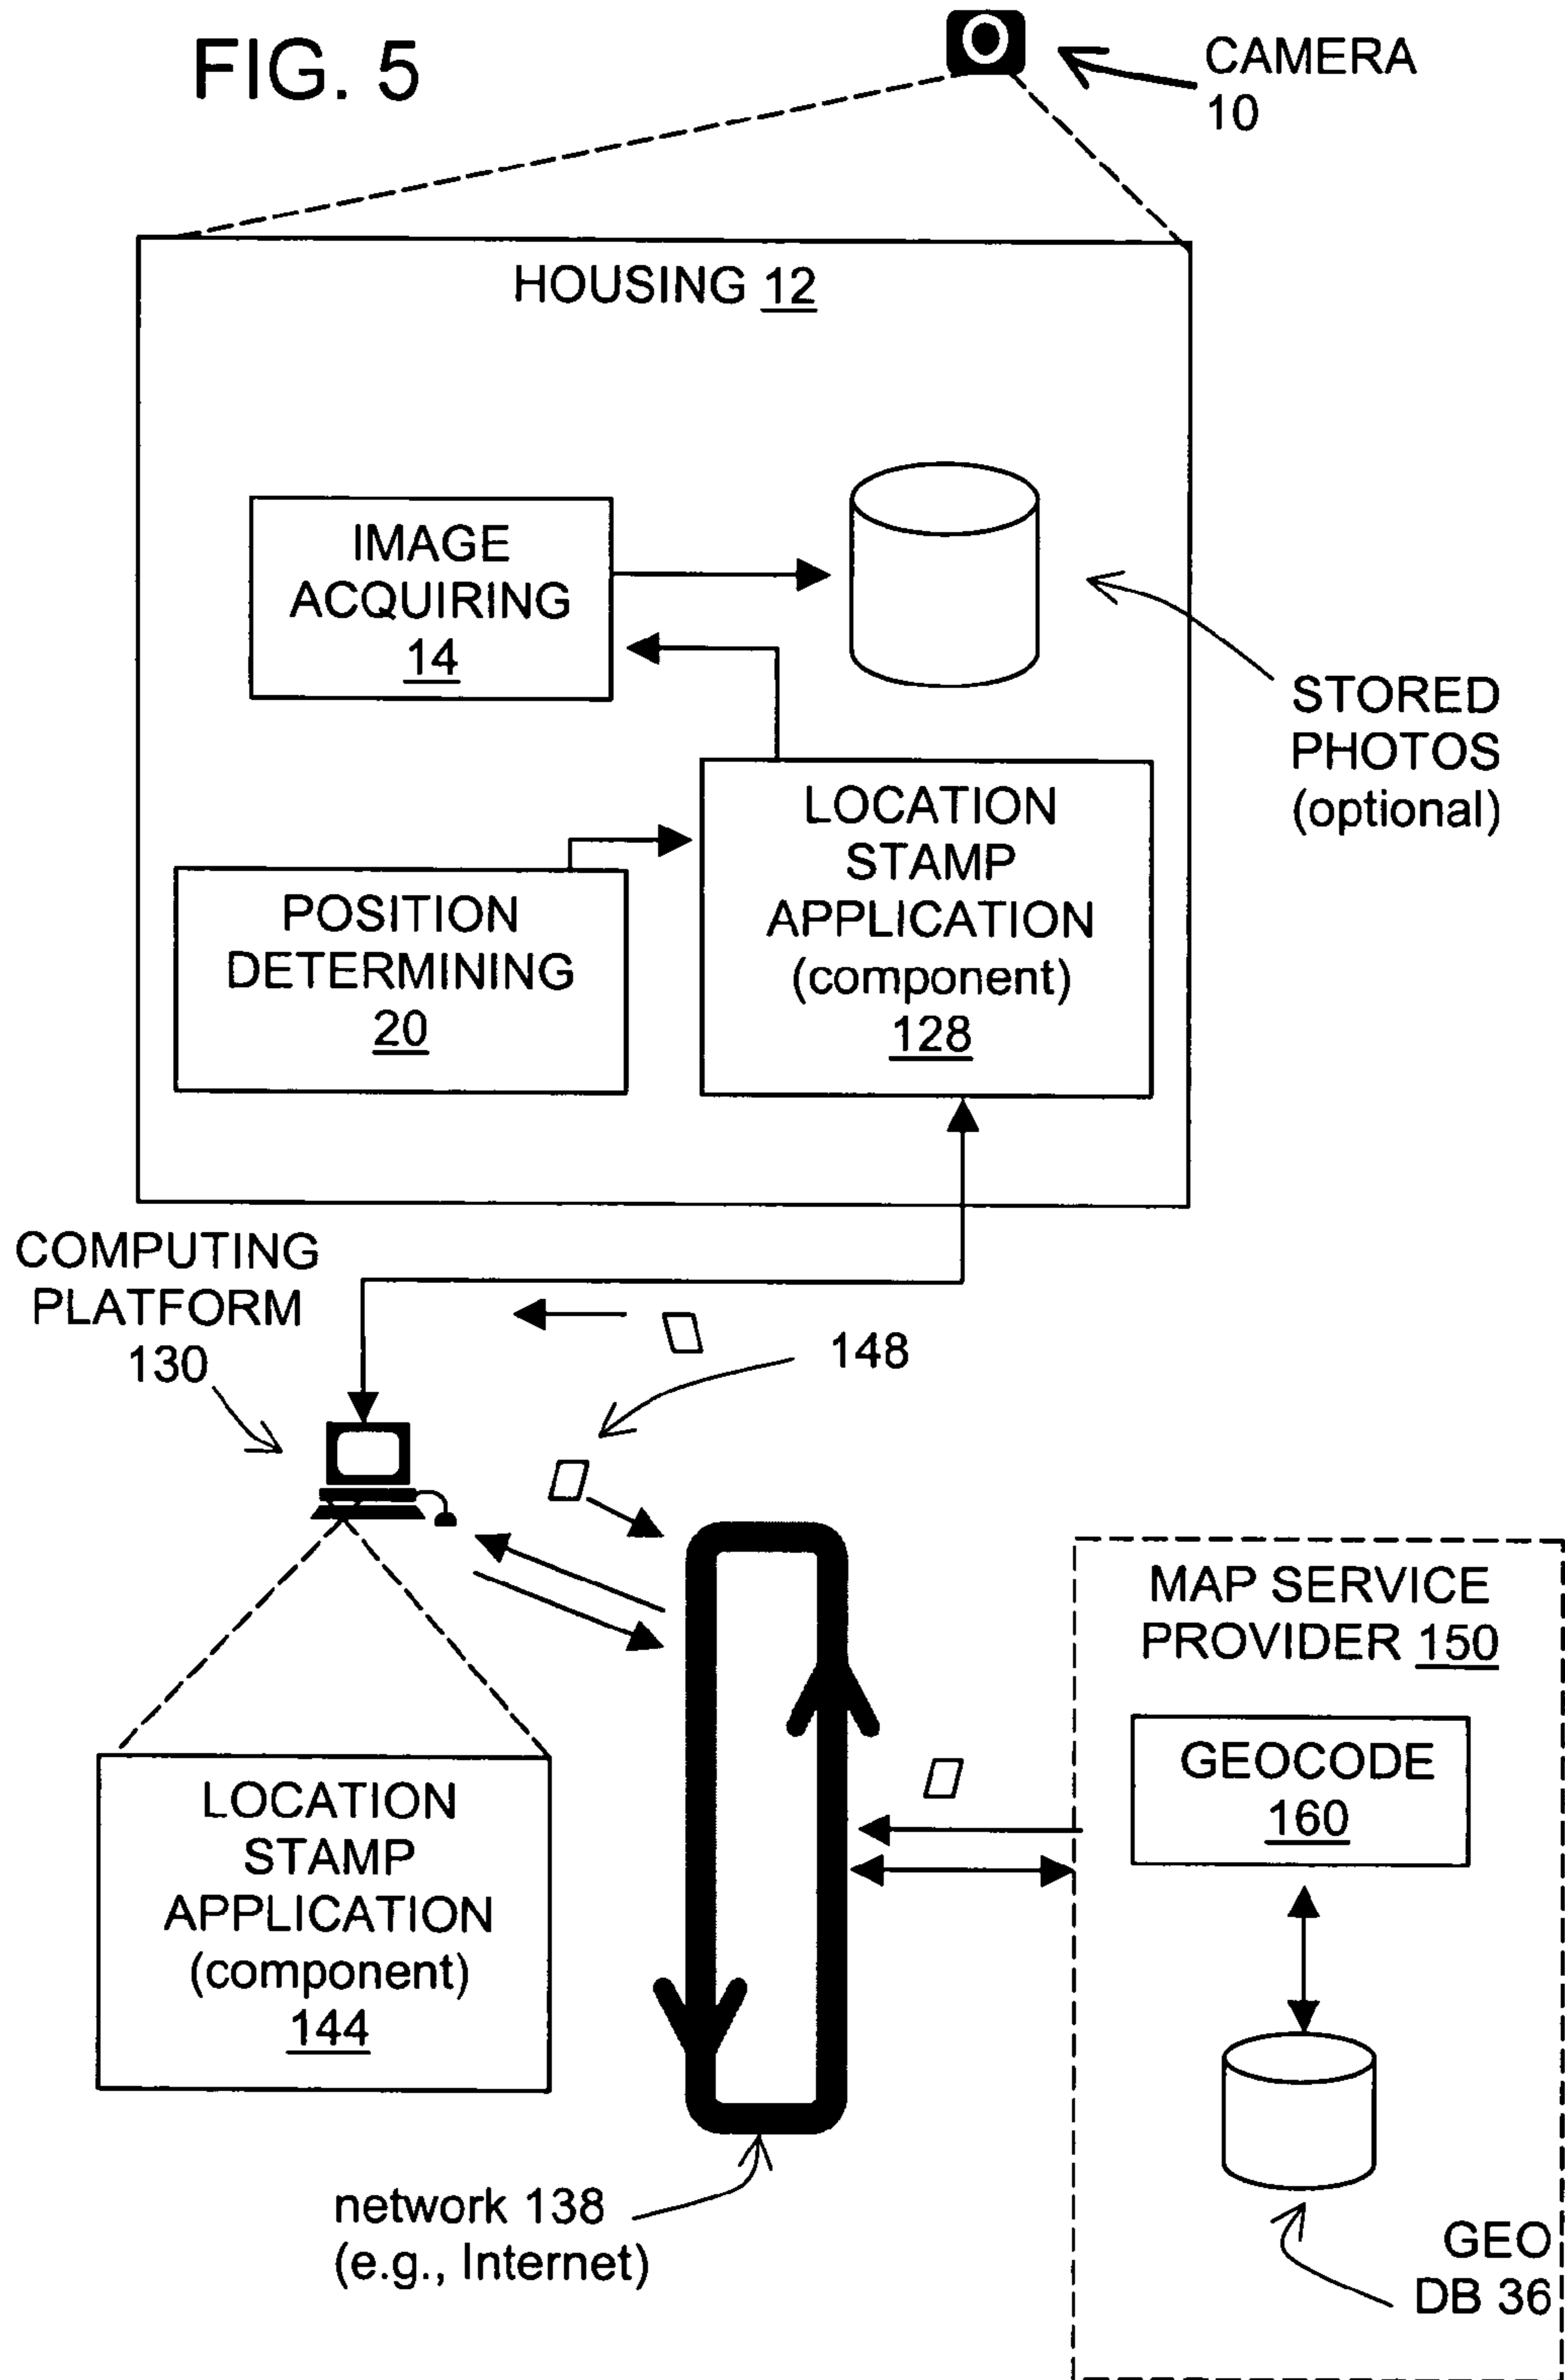 FIG. 5
CAMERA
10
HOUSING 12
IMAGE
ACQUIRING
14
STORED
PHOTOS
(optional)
LOCATION
STAMP
APPLICATION
(component)
128
POSITION
DETERMINING
20
COMPUTING
PLATFORM
130
148
MAP SERVICE
PROVIDER 150
GEOCODE
160
LOCATION
STAMP
APPLICATION
(component)
144
network 138
(e.g., Internet)
GEO
DB 36